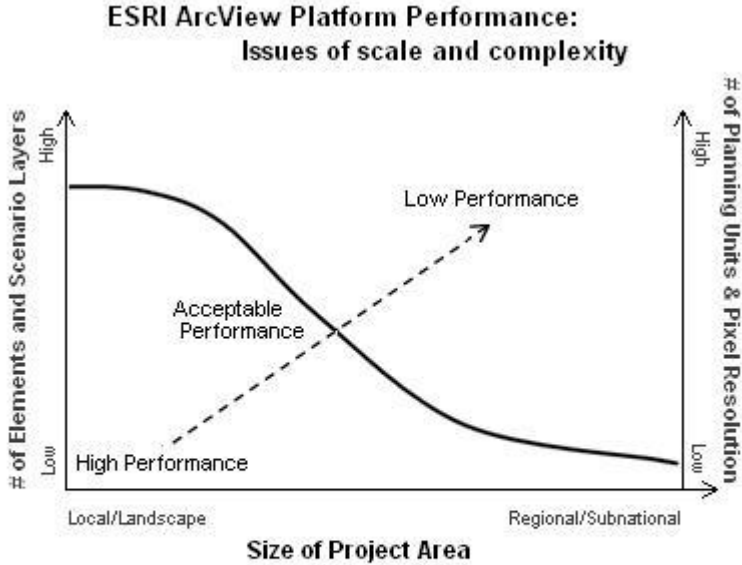 ESRI ArcView Platform Performance:
Issues of scale and complexity
# of Elements and Scenario Layers
High
Low
# of Planning Units & Pixel Resolution
High
Low
Low Performance
Acceptable
Performance
High Performance
Local/Landscape
Regional/Subnational
Size of Project Area